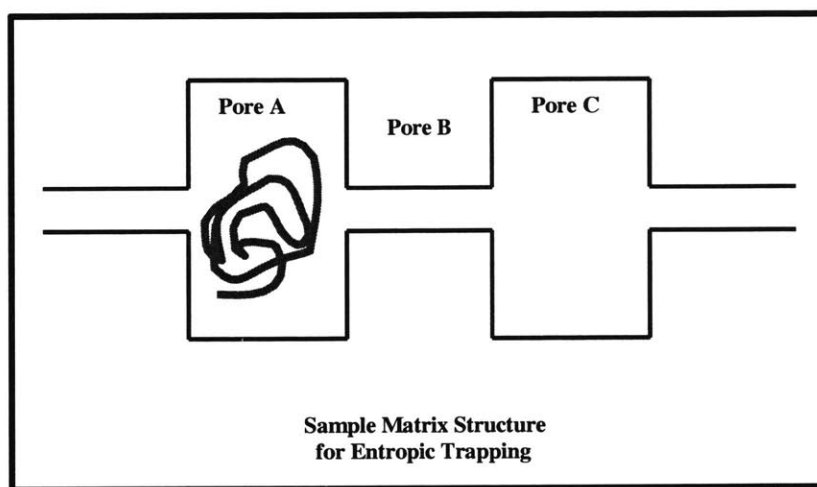 Pore A
Pore B
Pore C
Sample Matrix Structure
for Entropic Trapping